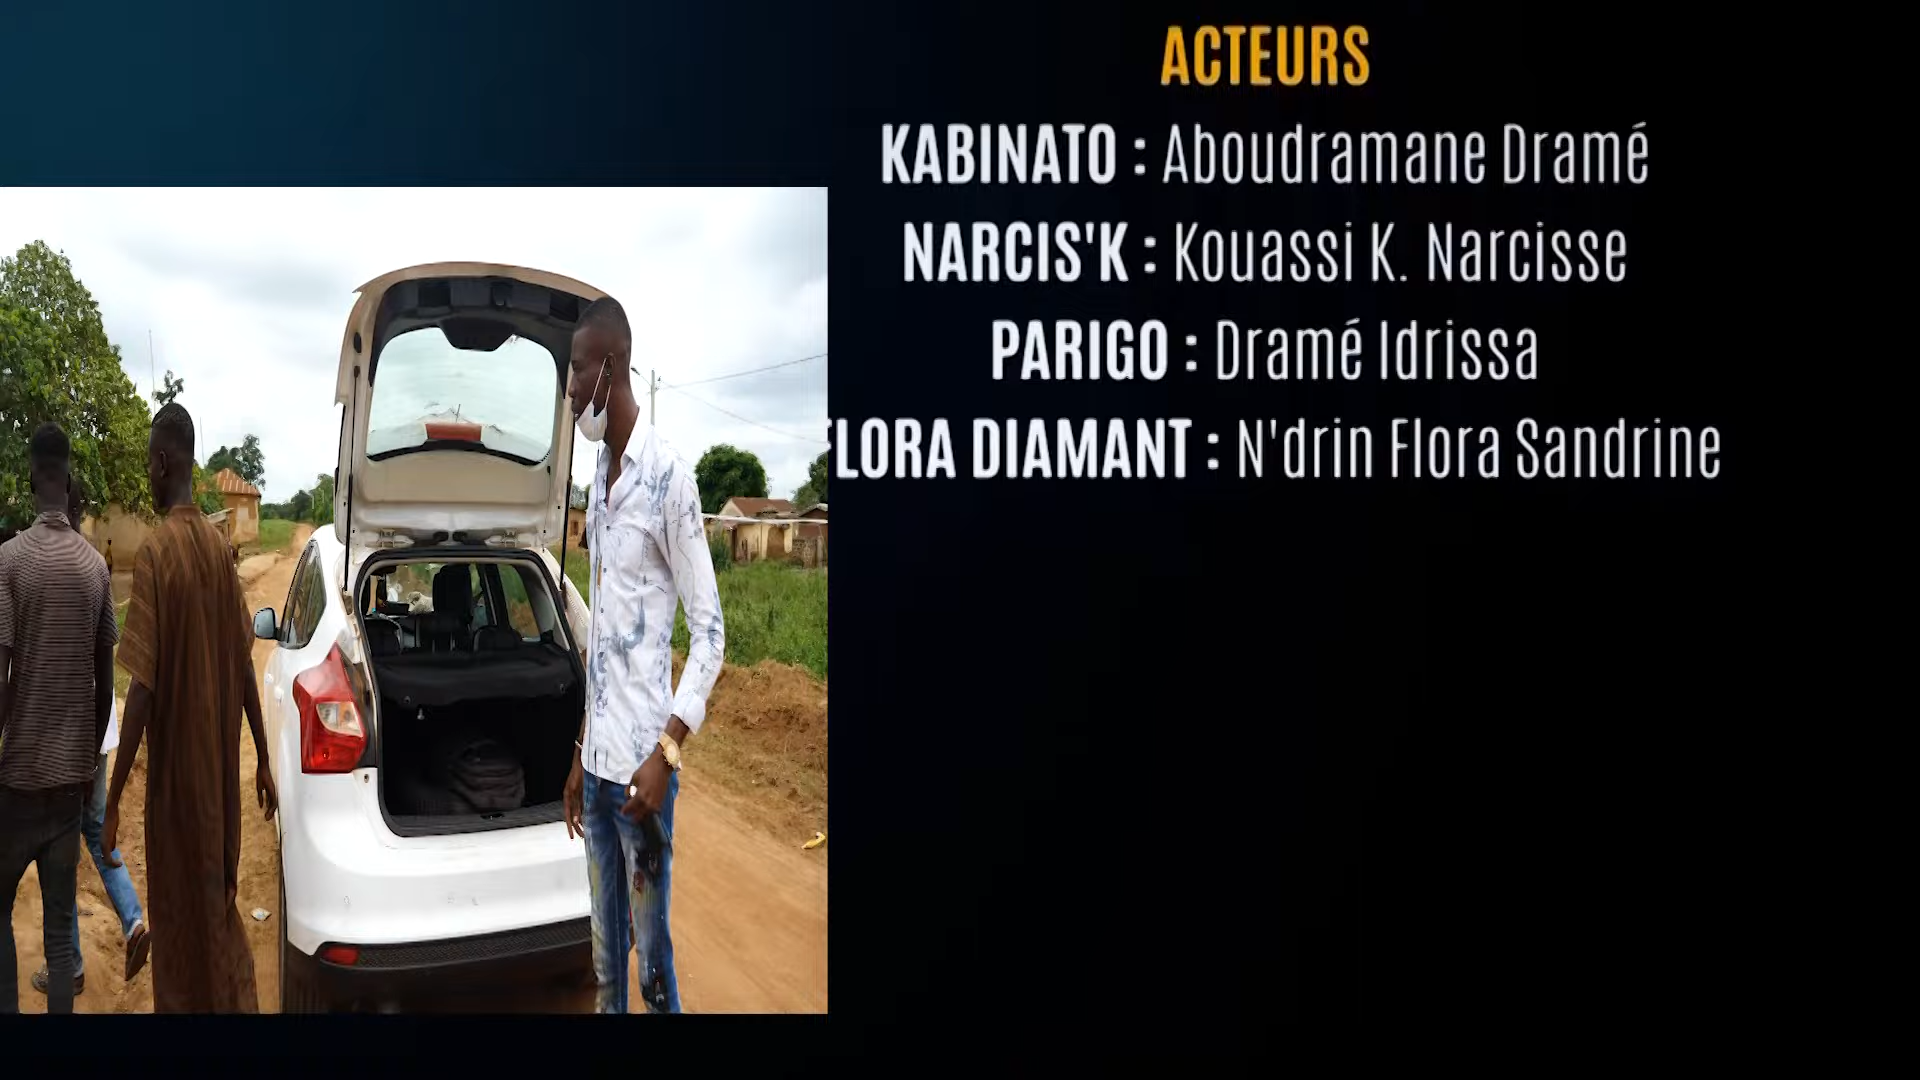 ACTEURS
KABINATO : Aboudramane Dramé
NARCIS'K : Kouassi K. Narcisse
PARIGO : Dramé Idrissa
FLORA DIAMANT : N'drin Flora Sandrine